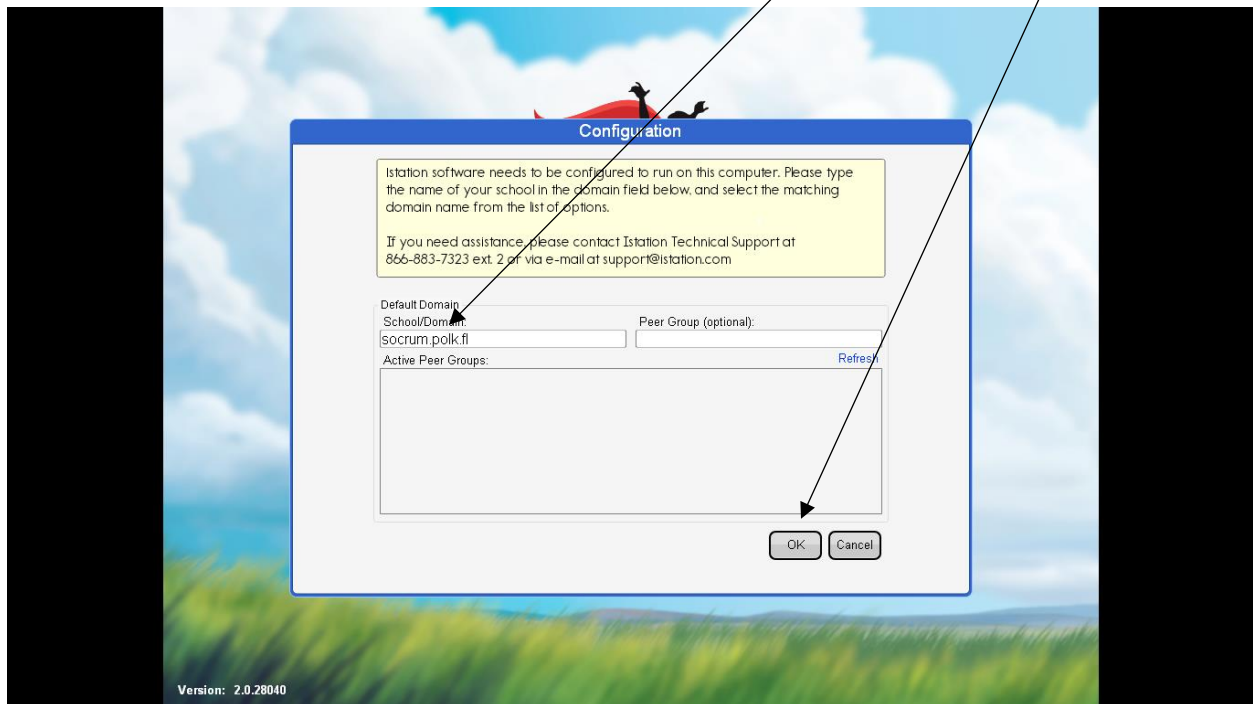 Configuration
Istation software needs to be configured to run on this computer. Please type
the name of your school in the domain field below, and select the matching
domain name from the list of options.
If you need assistance, please contact Istation Technical Support at
866-883-7323 ext. 2 or via e-mail at support@istation.com
Default Domain
School/Domain: Peer Group (optional):
socrum.polk.fl
Active Peer Groups: Refresh
OK Cancel
Version: 2.0.28040